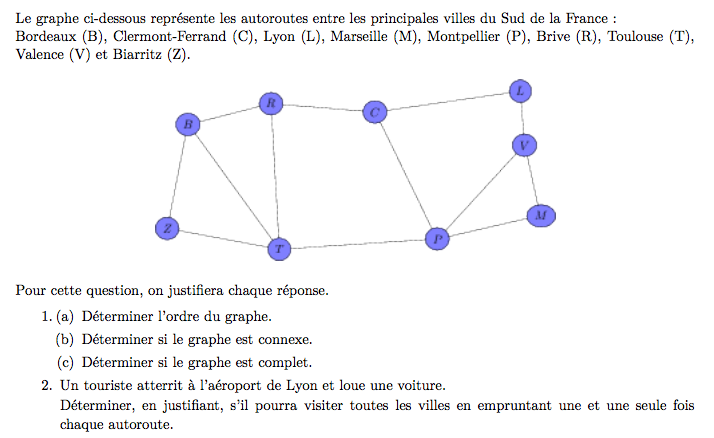 Le graphe ci-dessous représente les autoroutes entre les principales villes du Sud de la France :
Bordeaux (B), Clermont-Ferrand (C), Lyon (L), Marseille (M), Montpellier (P), Brive (R), Toulouse (T),
Valence (V) et Biarritz (Z).
L
R
C
B
V
M
Z
P
T
Pour cette question, on justifiera chaque réponse.
1. (a) Déterminer l'ordre du graphe.
(b) Déterminer si le graphe est connexe.
(c) Déterminer si le graphe est complet.
2. Un touriste atterrit à l'aéroport de Lyon et loue une voiture.
Déterminer, en justifiant, s'il pourra visiter toutes les villes en empruntant une et une seule fois
chaque autoroute.